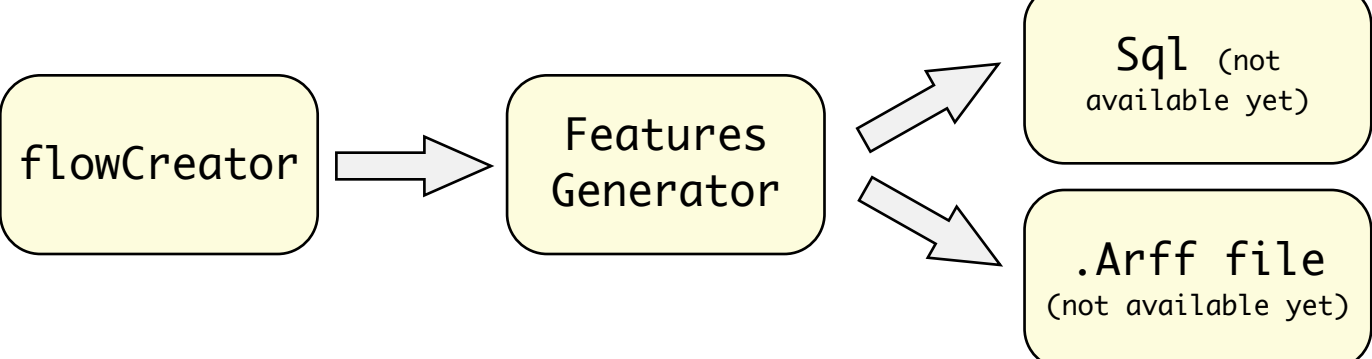 flowCreator
Features
Generator
Sql (not
available yet)
.Arff file
(not available yet)